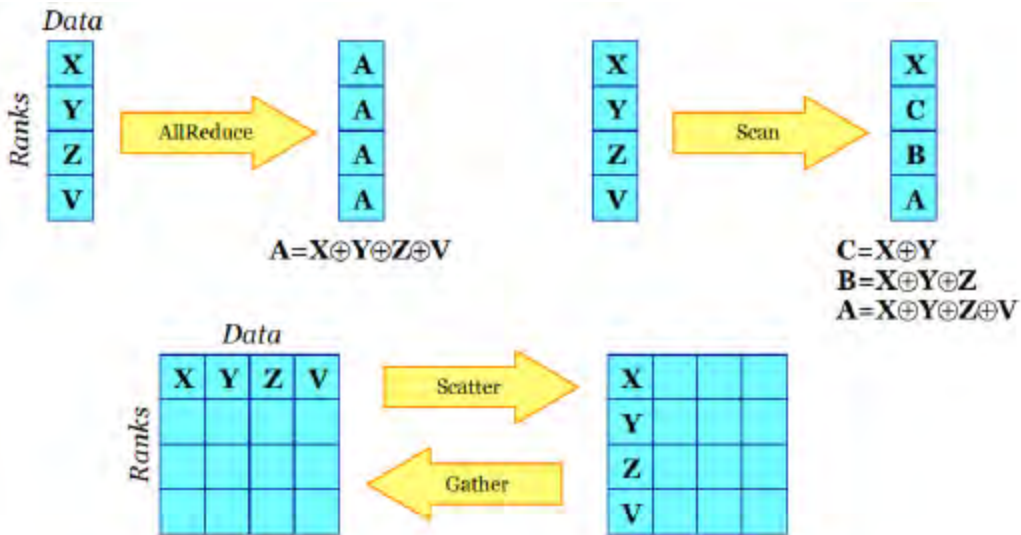 Data
Ranks
X
Y
Z
V
AllReduce
A
A
A
A
A=X⊕Y⊕Z⊕V
X
Y
Z
V
Scan
X
C
B
A
C=X⊕Y
B=X⊕Y⊕Z
A=X⊕Y⊕Z⊕V
Data
Ranks
X Y Z V
Scatter
Gather
X
Y
Z
V